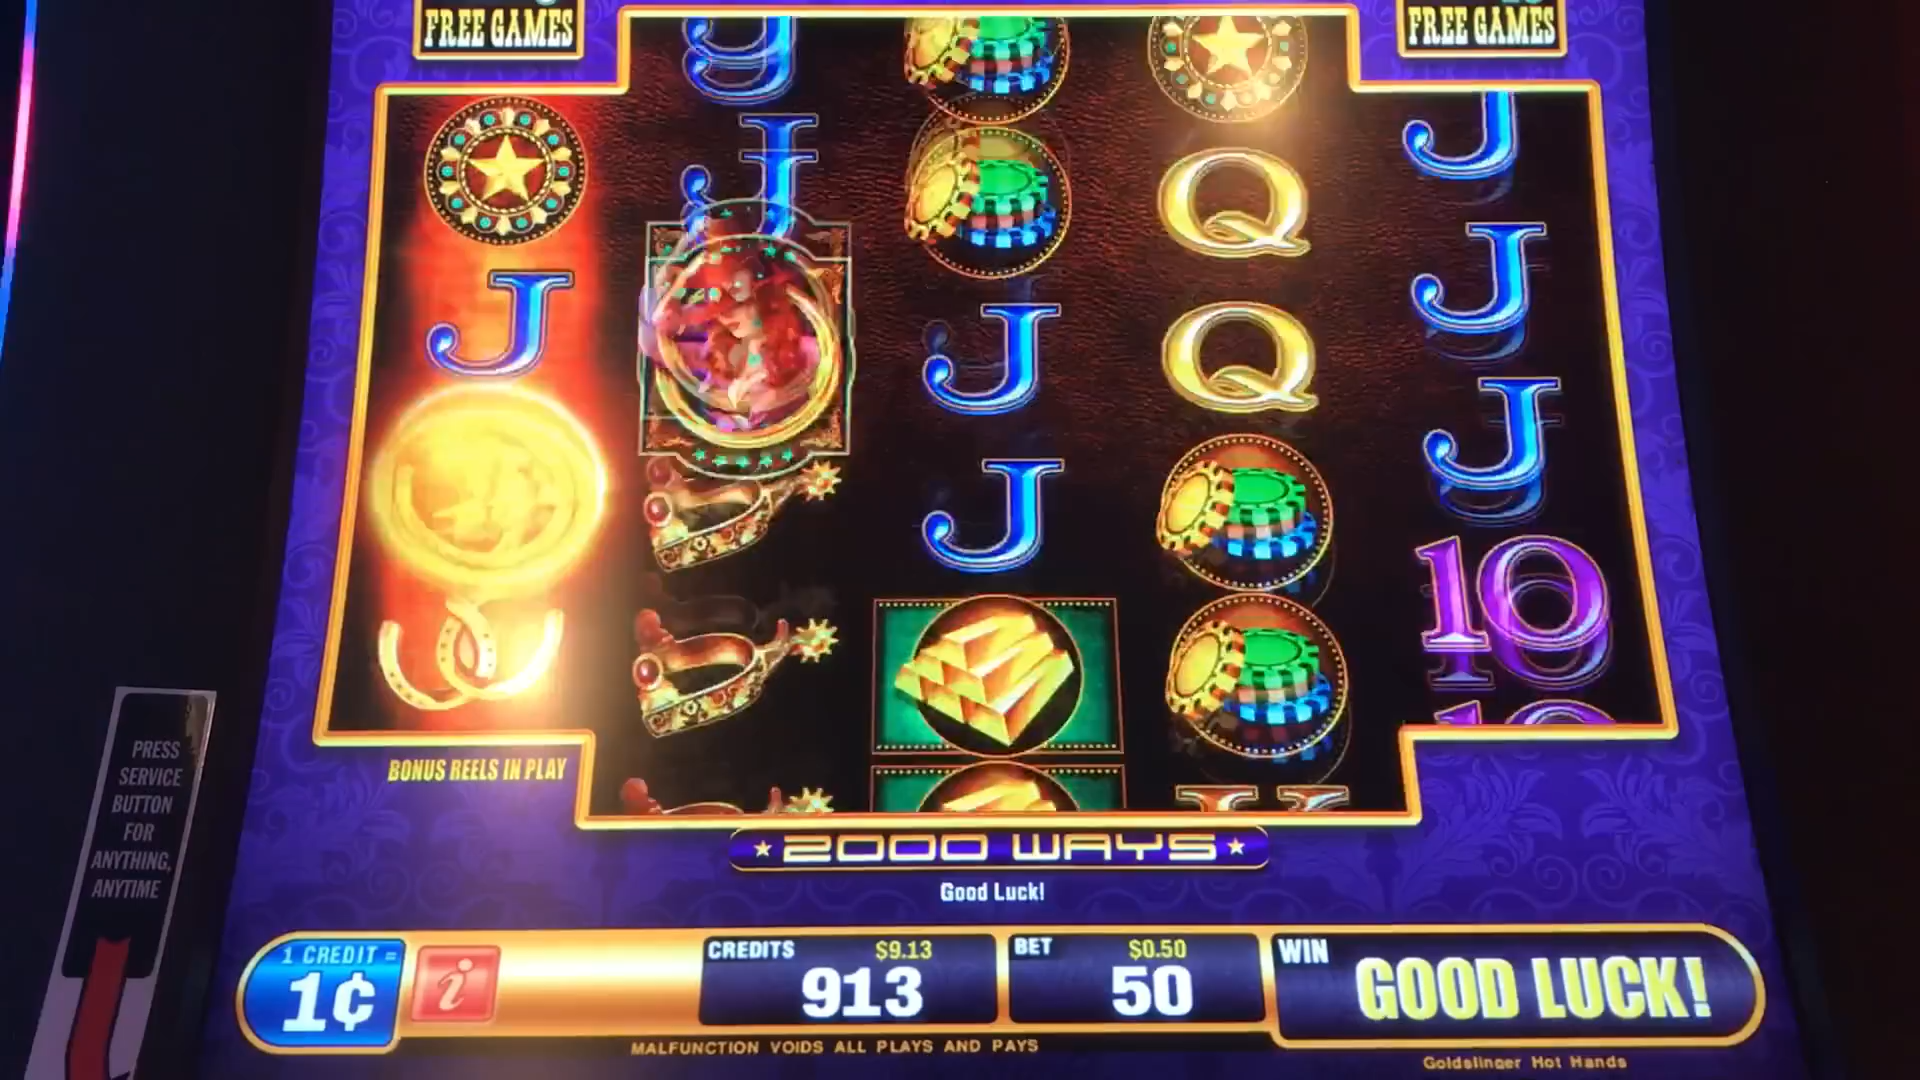 FREE GAMES
FREE GAMES
J
J
J
J
Q
J
J
J
Q
J
J
10
10
PRESS
SERVICE
BUTTON
FOR
ANYTHING,
ANYTIME
BONUS REELS IN PLAY
2000 WAYS
Good Luck!
1 CREDIT =
1¢
i
CREDITS $9.13
913
BET $0.50
50
WIN
GOOD LUCK!
MALFUNCTION VOIDS ALL PLAYS AND PAYS
Goldslinger Hot Hands